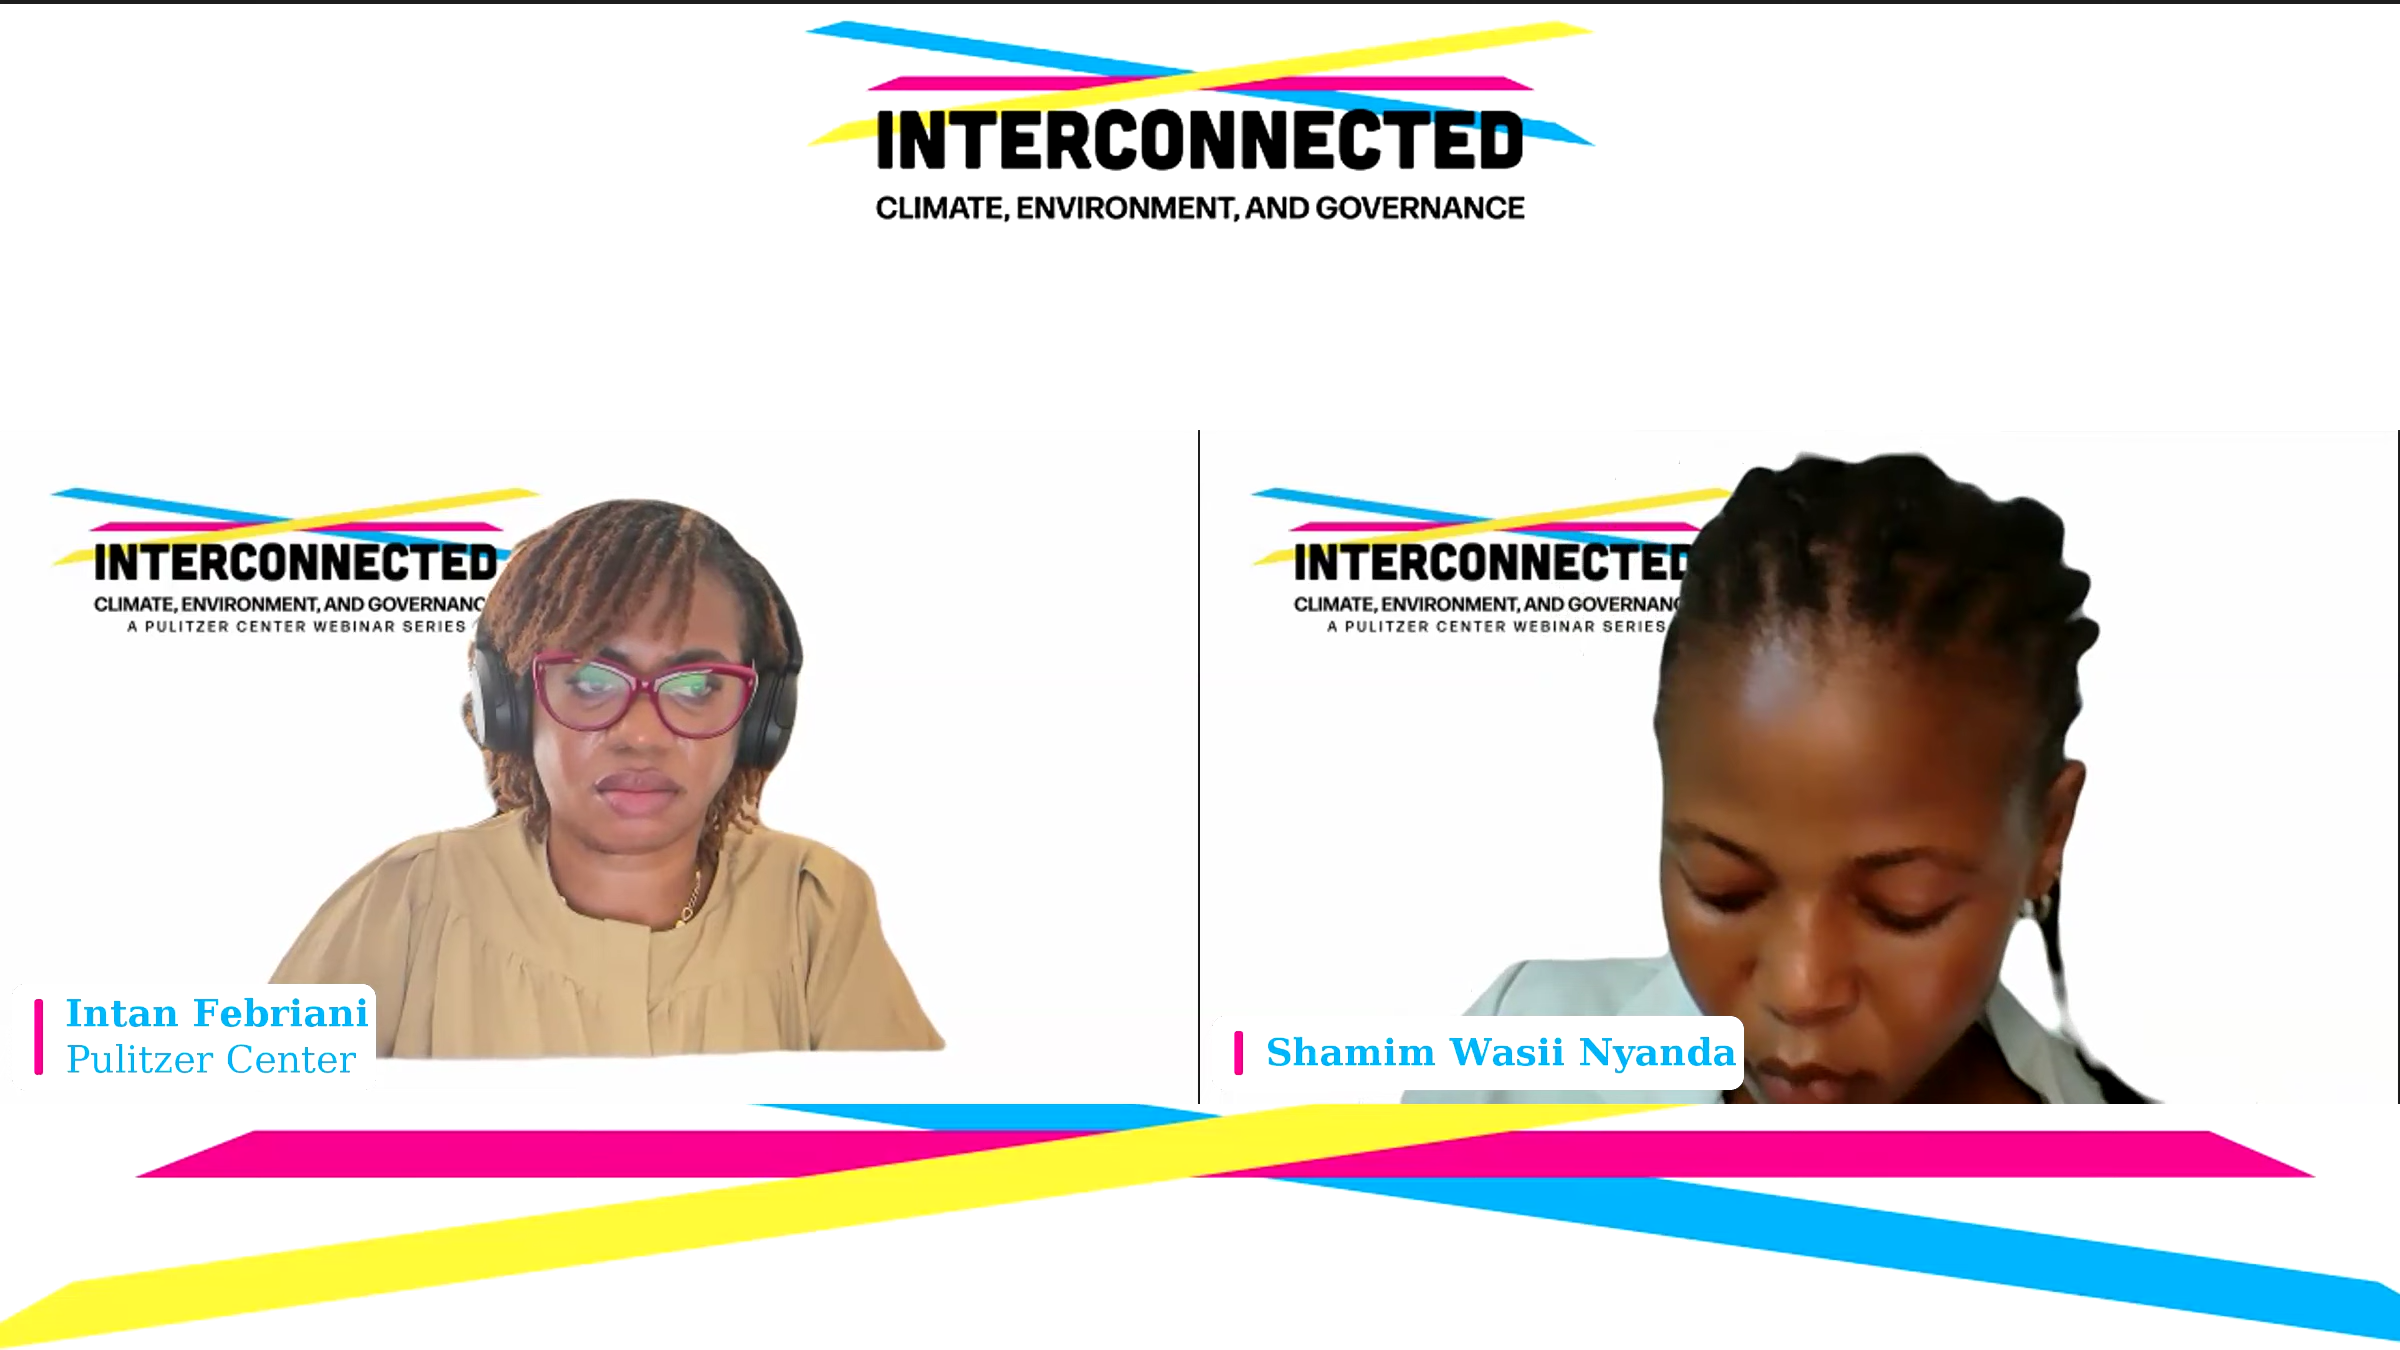 INTERCONNECTED
CLIMATE, ENVIRONMENT, AND GOVERNANCE
INTERCONNECTED
CLIMATE, ENVIRONMENT, AND GOVERNANC
A PULITZER CENTER WEBINAR SERIES
Intan Febriani
Pulitzer Center
INTERCONNECTED
CLIMATE, ENVIRONMENT, AND GOVERNANC
A PULITZER CENTER WEBINAR SERIES
Shamim Wasii Nyanda